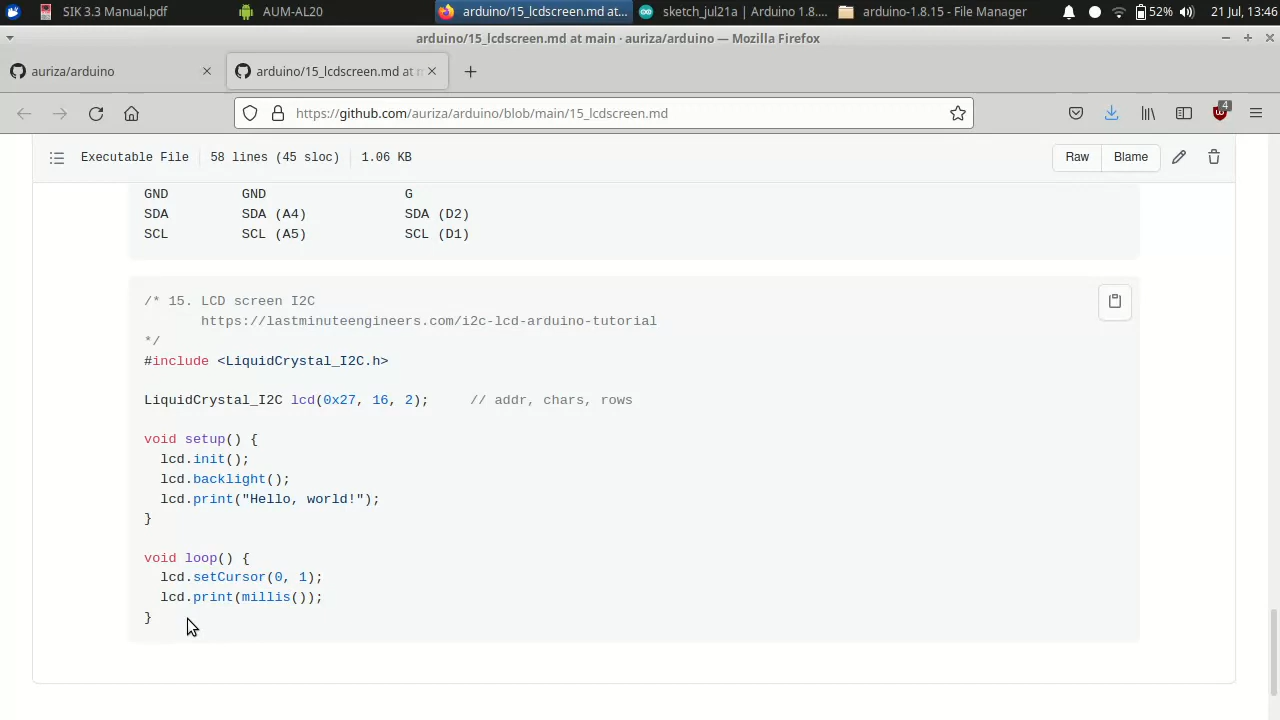 SIK 3.3 Manual.pdf AUM-AL20 arduino/15_lcdscreen.md at... sketch_jul21a | Arduino 1.8.... arduino-1.8.15 - File Manager 52% 21 Jul, 13:46
arduino/15_lcdscreen.md at main · auriza/arduino — Mozilla Firefox
auriza/arduino arduino/15_lcdscreen.md at m
https://github.com/auriza/arduino/blob/main/15_lcdscreen.md 4
Executable File 58 lines (45 sloc) 1.06 KB Raw Blame
GND GND G
SDA SDA (A4) SDA (D2)
SCL SCL (A5) SCL (D1)
/* 15. LCD screen I2C
https://lastminuteengineers.com/i2c-lcd-arduino-tutorial
*/
#include <LiquidCrystal_I2C.h>
LiquidCrystal_I2C lcd(0x27, 16, 2); // addr, chars, rows
void setup() {
lcd.init();
lcd.backlight();
lcd.print("Hello, world!");
}
void loop() {
lcd.setCursor(0, 1);
lcd.print(millis());
}